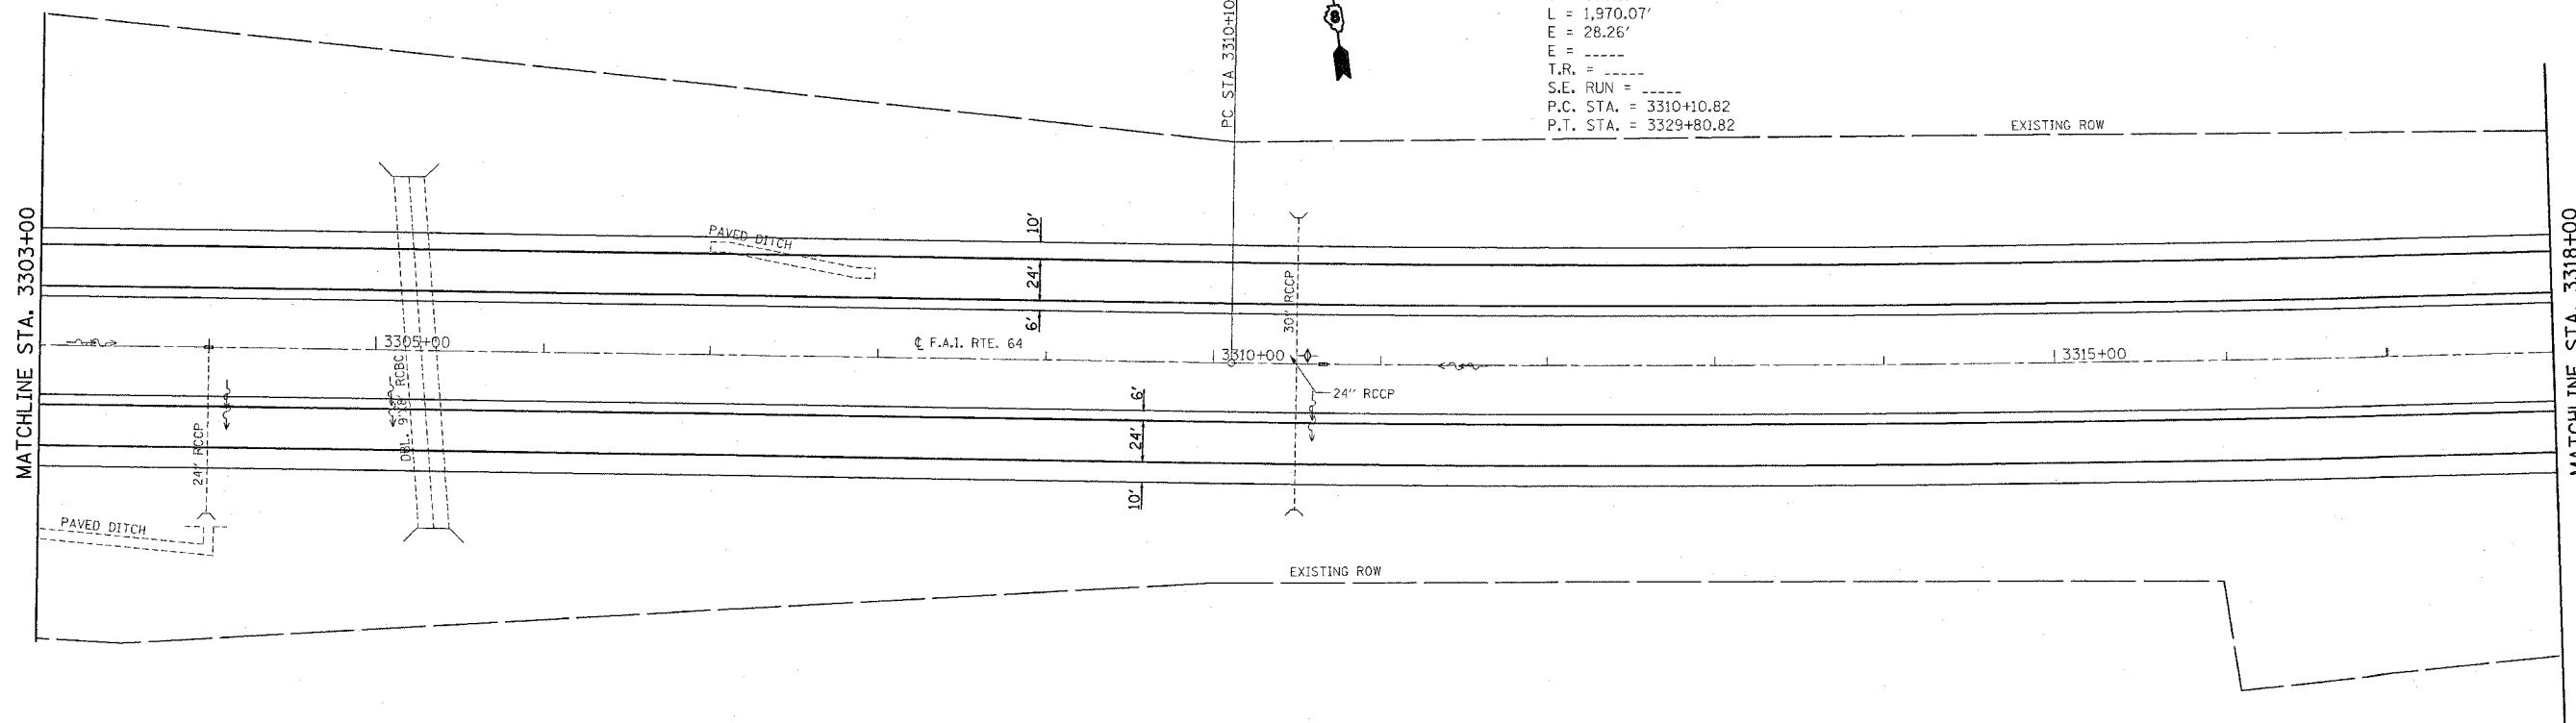 L = 1,970.07'
E = 28.26'
E = -----
T.R. = -----
S.E. RUN = -----
P.C. STA. = 3310+10.82
P.T. STA. = 3329+80.82
PC STA 3310+10
8
EXISTING ROW
MATCHLINE STA. 3303+00
PAVED DITCH
10'
24'
6'
30" RCCP
3305+00
℄ F.A.I. RTE. 64
3310+00
3315+00
24" RCCP
DBL. 9'X8' RCBC
24" RCCP
6'
24'
10'
PAVED DITCH
EXISTING ROW
MATCHLINE STA. 3318+00